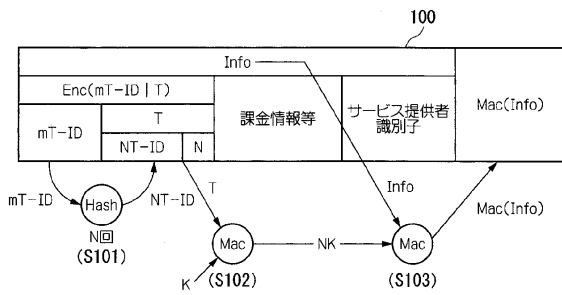 100
Info
Enc(mT-ID|T)
mT-ID
T
NT-ID
N
課金情報等
サービス提供者
識別子
Mac(Info)
mT-ID
Hash
NT-ID
N回
(S101)
T
K
Mac
(S102)
NK
Info
Mac
(S103)
Mac(Info)